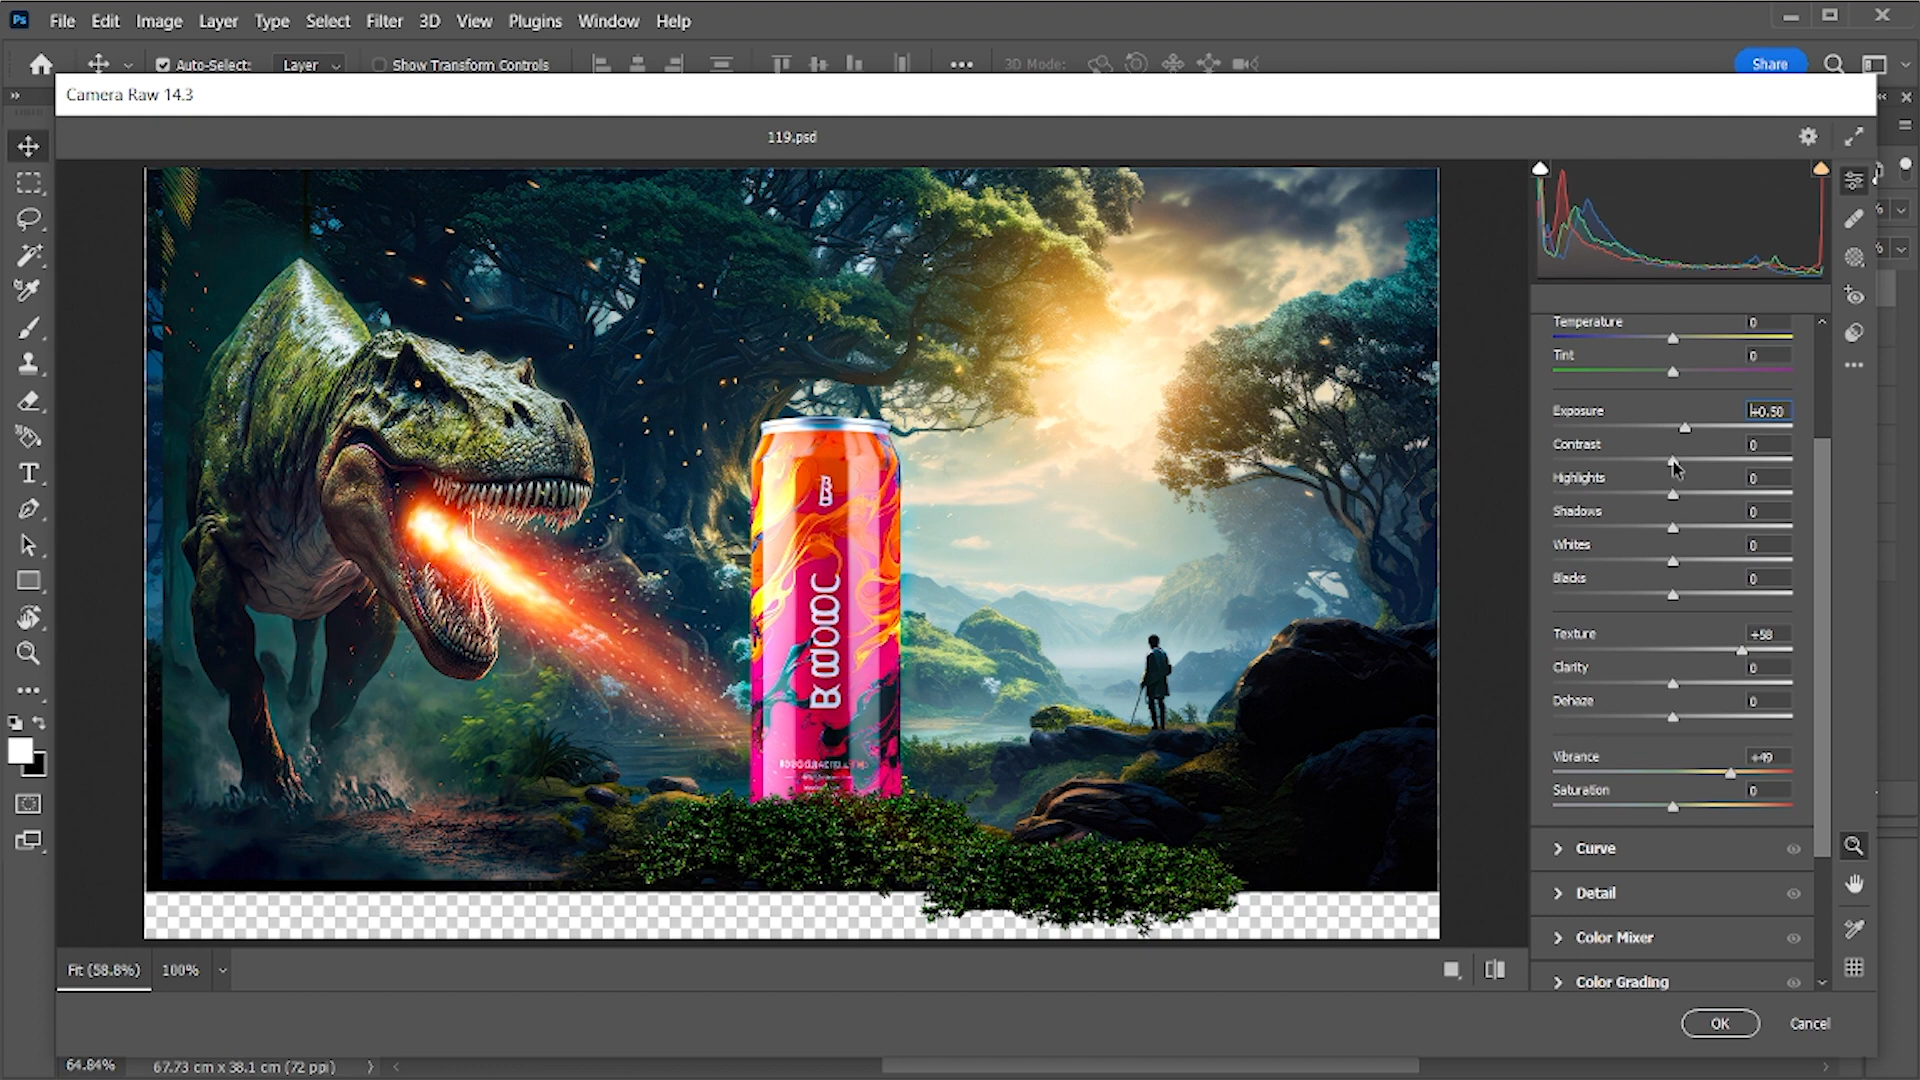 Ps File Edit Image Layer Type Select Filter 3D View Plugins Window Help
Auto-Select: Layer Show Transform Controls 3D Mode: Share
Camera Raw 14.3
119.psd
Temperature 0
Tint 0
Exposure +0.50
Contrast 0
Highlights 0
Shadows 0
Whites 0
Blacks 0
Texture +58
Clarity 0
Dehaze 0
Vibrance +49
Saturation 0
Curve
Detail
Color Mixer
Color Grading
Fit (58.8%) 100%
OK Cancel
64.84% 67.73 cm x 38.1 cm (72 ppi)